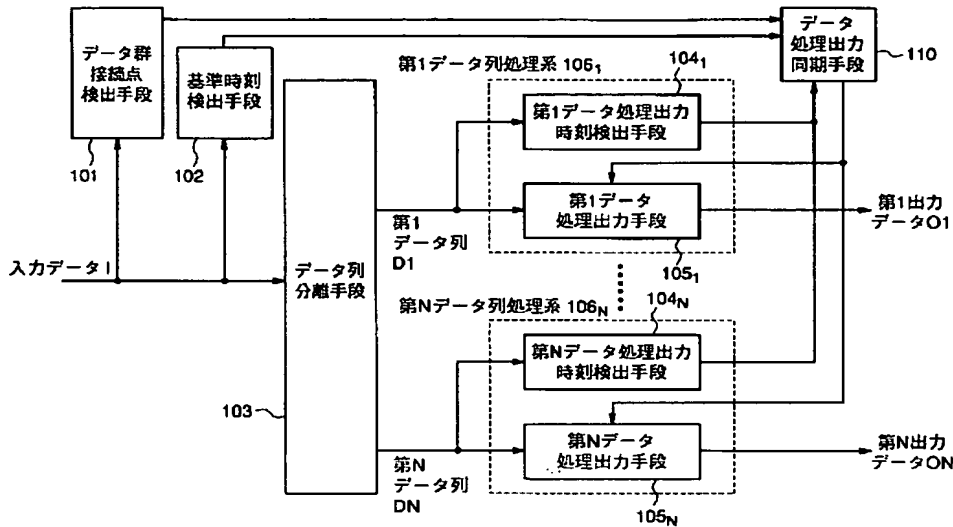 データ群
接続点
検出手段
101
基準時刻
検出手段
102
データ
処理出力
同期手段
110
第1データ列処理系 106₁
104₁
第1データ処理出力
時刻検出手段
第1データ
処理出力手段
105₁
第1出力
データO1
第1
データ列
D1
入力データI
データ列
分離手段
103
第Nデータ列処理系 106N
104N
第Nデータ処理出力
時刻検出手段
第Nデータ
処理出力手段
105N
第N出力
データON
第N
データ列
DN